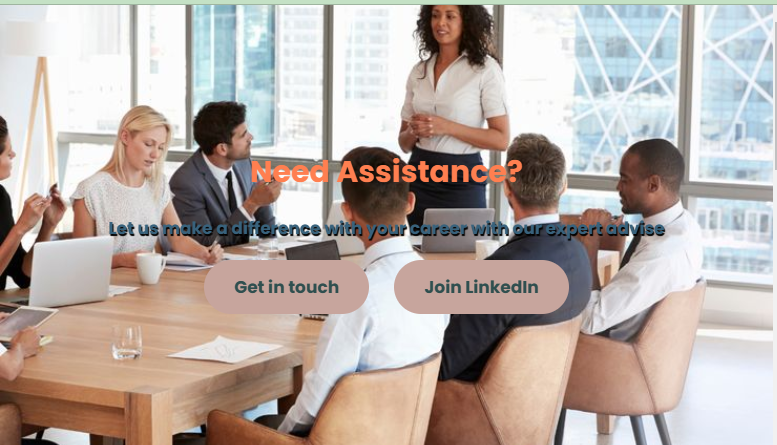 Need Assistance?
Let us make a difference with your career with our expert advise
Get in touch
Join LinkedIn